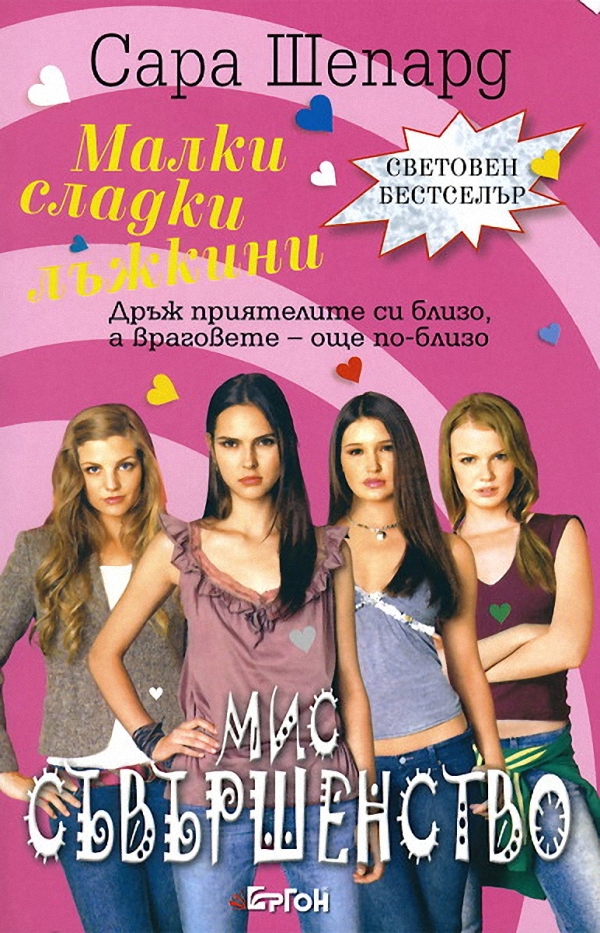 Сара Шепард
Малки
сладки
лъжкини
СВЕТОВЕН
БЕСТСЕЛЪР
Дръж приятелите си близо,
а враговете – още по-близо
МИС
СЪВЪРШЕНСТВО
ЕРГОН